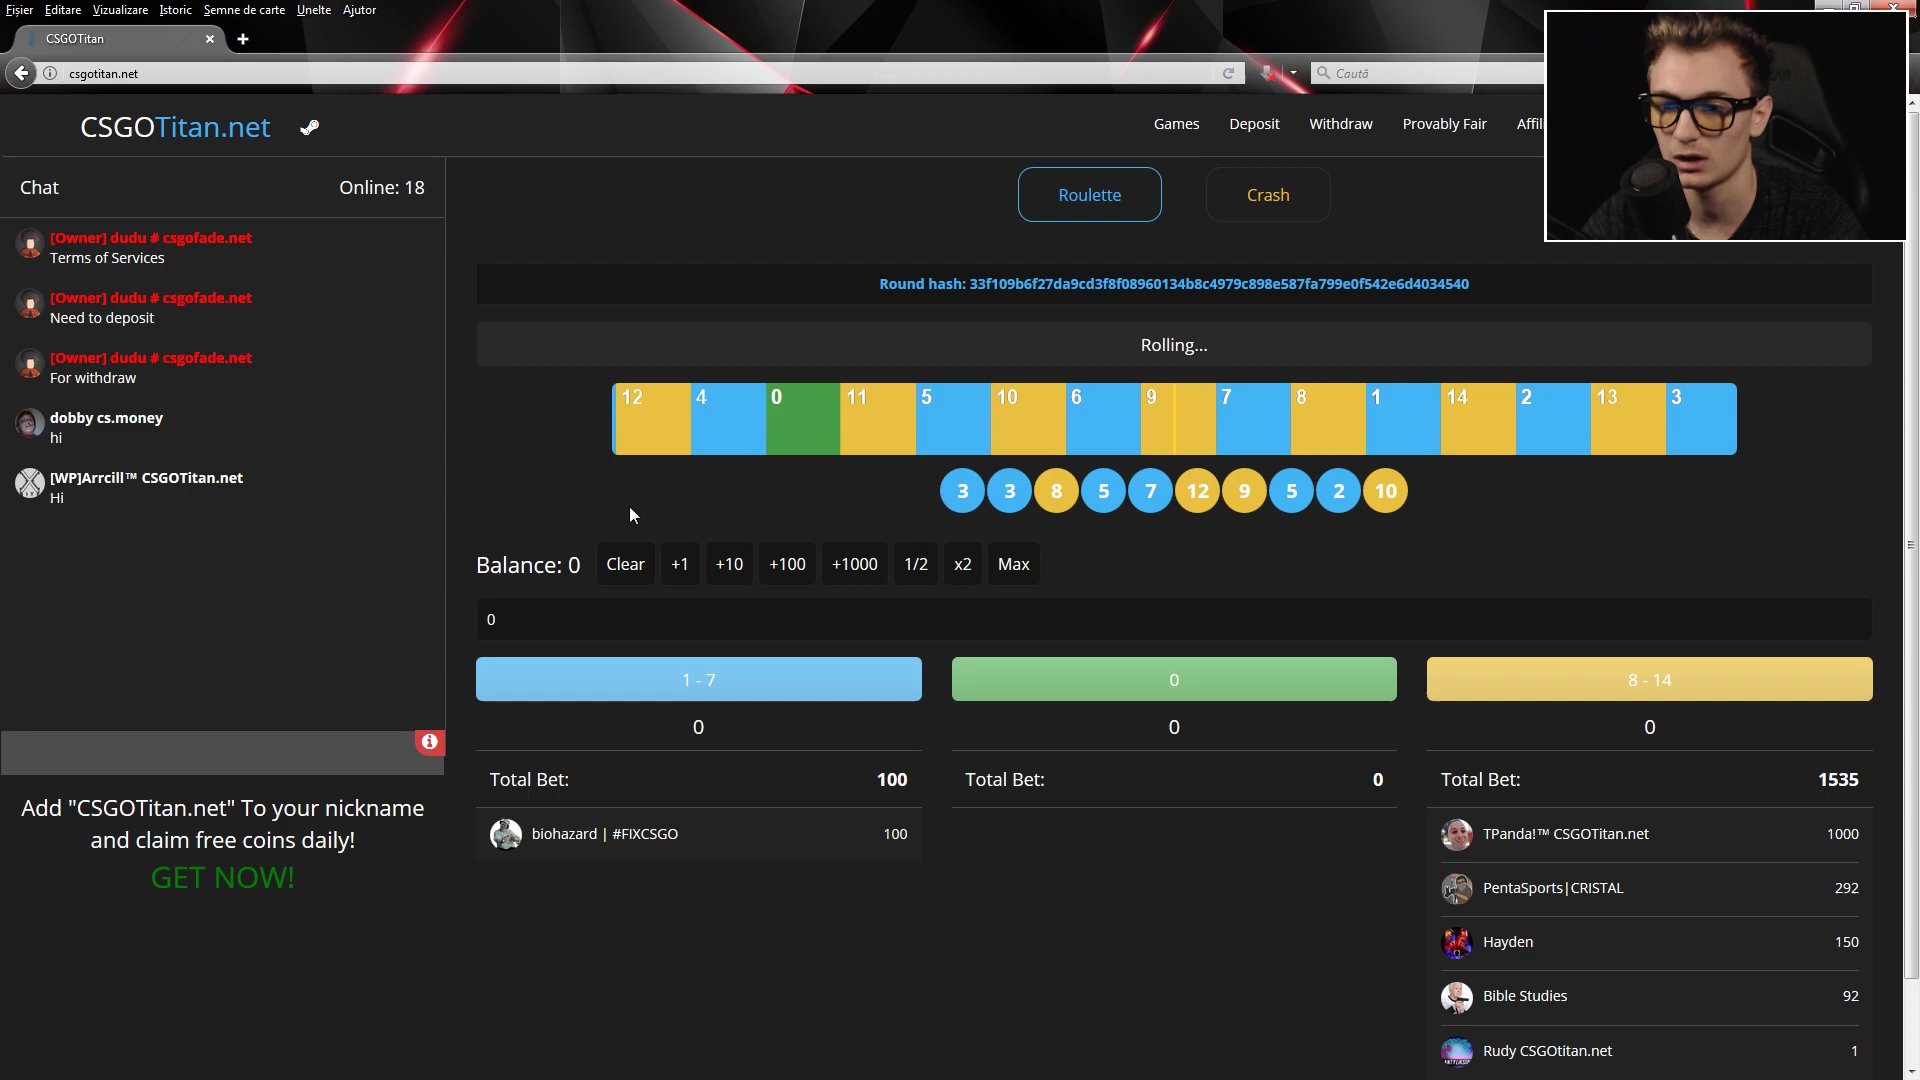 Fișier Editare Vizualizare Istoric Semne de carte Unelte Ajutor
CSGOTitan
csgotitan.net
Caută
CSGOTitan.net
Games Deposit Withdraw Provably Fair Affili
Chat Online: 18
[Owner] dudu # csgofade.net
Terms of Services
[Owner] dudu # csgofade.net
Need to deposit
[Owner] dudu # csgofade.net
For withdraw
dobby cs.money
hi
[WP]Arrcill™ CSGOTitan.net
Hi
Add "CSGOTitan.net" To your nickname
and claim free coins daily!
GET NOW!
Roulette Crash
Round hash: 33f109b6f27da9cd3f8f08960134b8c4979c898e587fa799e0f542e6d4034540
Rolling...
12 4 0 11 5 10 6 9 7 8 1 14 2 13 3
3 3 8 5 7 12 9 5 2 10
Balance: 0 Clear +1 +10 +100 +1000 1/2 x2 Max
0
1 - 7 0 8 - 14
0 0 0
Total Bet: 100 Total Bet: 0 Total Bet: 1535
biohazard | #FIXCSGO 100
TPanda!™ CSGOTitan.net 1000
PentaSports|CRISTAL 292
Hayden 150
Bible Studies 92
Rudy CSGOtitan.net 1